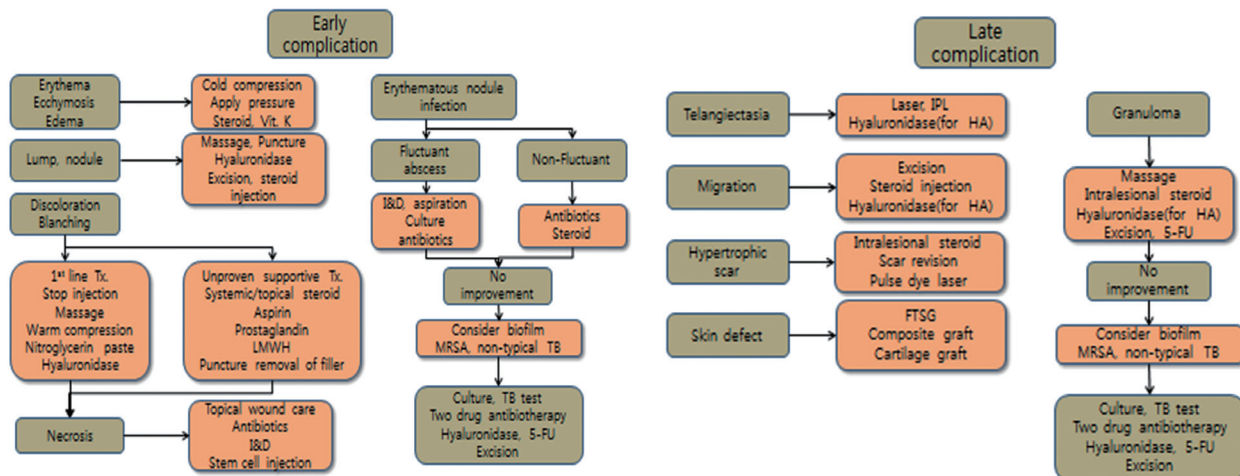 Early
complication
Erythema
Ecchymosis
Edema
Cold compression
Apply pressure
Steroid, Vit. K
Lump, nodule
Massage, Puncture
Hyaluronidase
Excision, steroid
injection
Discoloration
Blanching
1st line Tx.
Stop injection
Massage
Warm compression
Nitroglycerin paste
Hyaluronidase
Unproven supportive Tx.
Systemic/topical steroid
Aspirin
Prostaglandin
LMWH
Puncture removal of filler
Necrosis
Topical wound care
Antibiotics
I&D
Stem cell injection
Erythematous nodule
infection
Fluctuant
abscess
Non-Fluctuant
I&D, aspiration
Culture
antibiotics
Antibiotics
Steroid
No
improvement
Consider biofilm
MRSA, non-typical TB
Culture, TB test
Two drug antibiotherapy
Hyaluronidase, 5-FU
Excision
Late
complication
Telangiectasia
Laser, IPL
Hyaluronidase(for HA)
Migration
Excision
Steroid injection
Hyaluronidase(for HA)
Hypertrophic
scar
Intralesional steroid
Scar revision
Pulse dye laser
Skin defect
FTSG
Composite graft
Cartilage graft
Granuloma
Massage
Intralesional steroid
Hyaluronidase(for HA)
Excision, 5-FU
No
improvement
Consider biofilm
MRSA, non-typical TB
Culture, TB test
Two drug antibiotherapy
Hyaluronidase, 5-FU
Excision